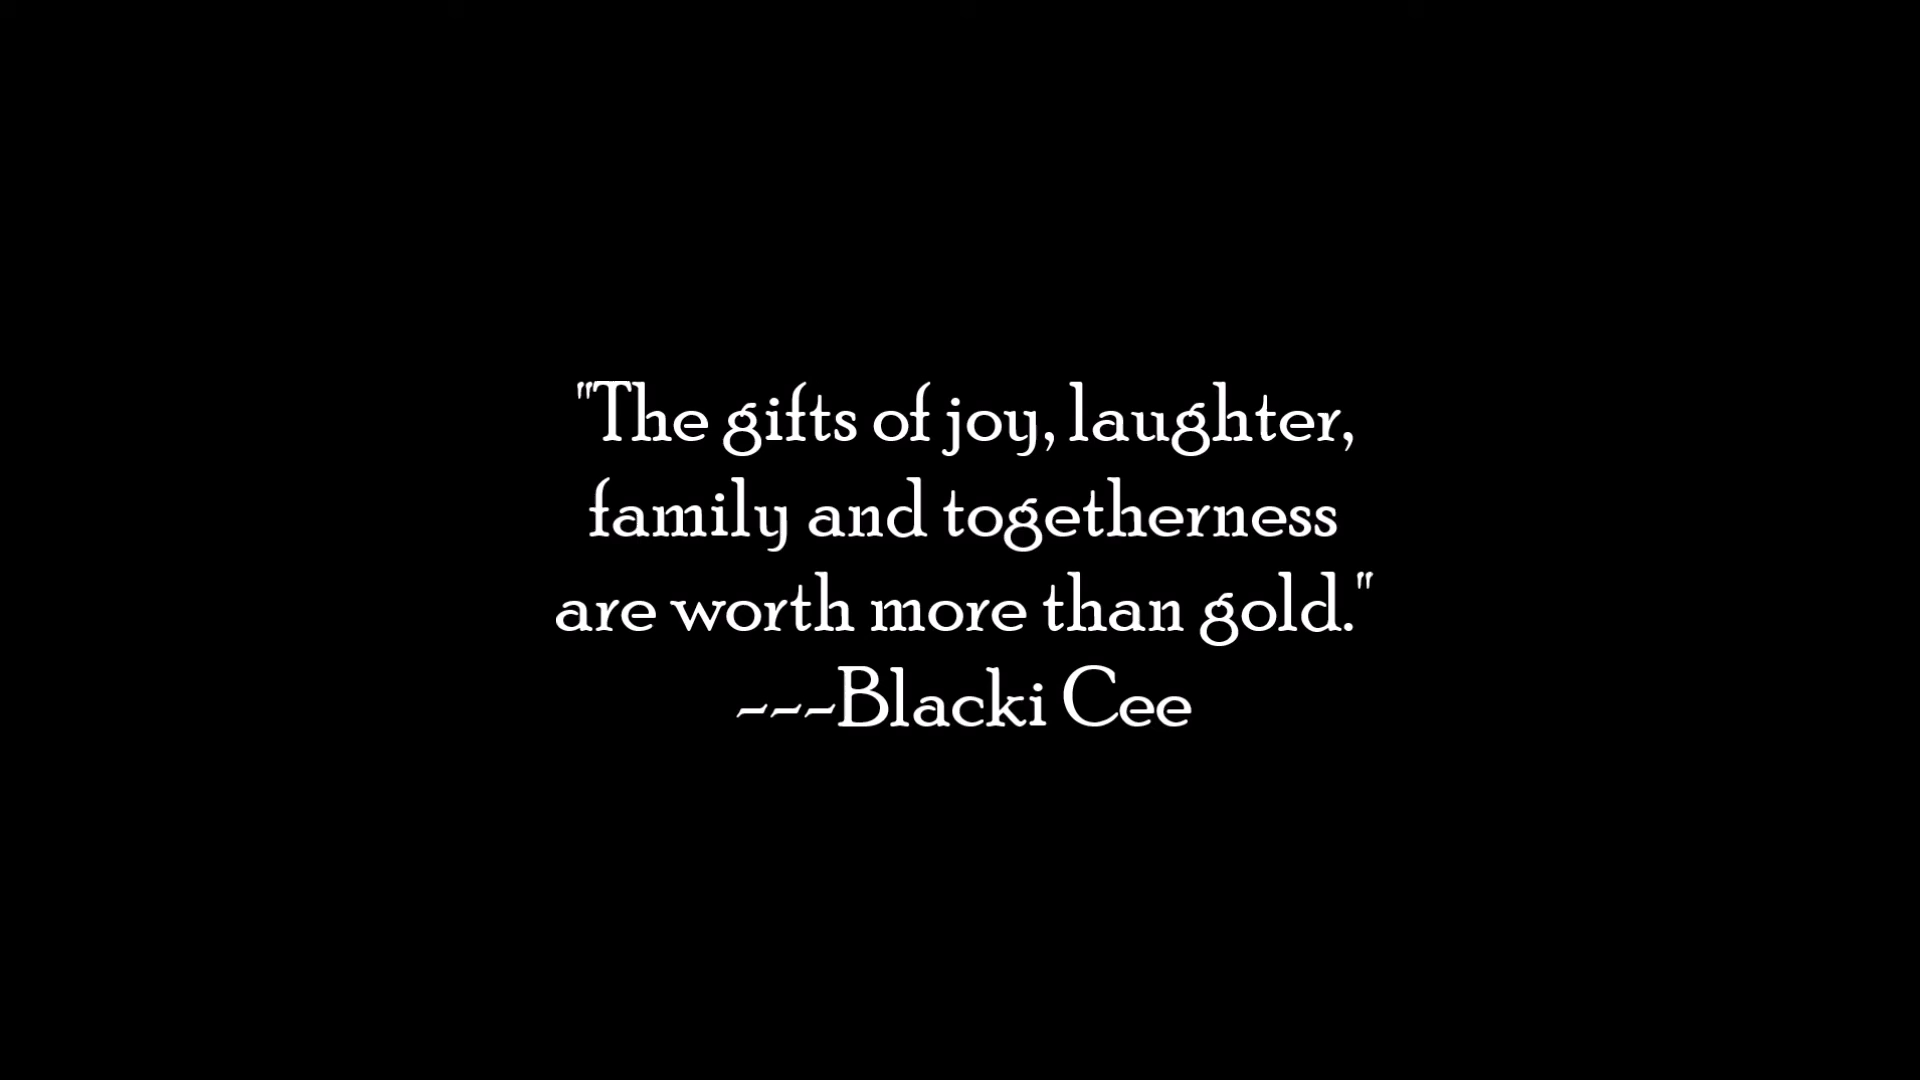 "The gifts of joy, laughter,
family and togetherness
are worth more than gold."
---Blacki Cee